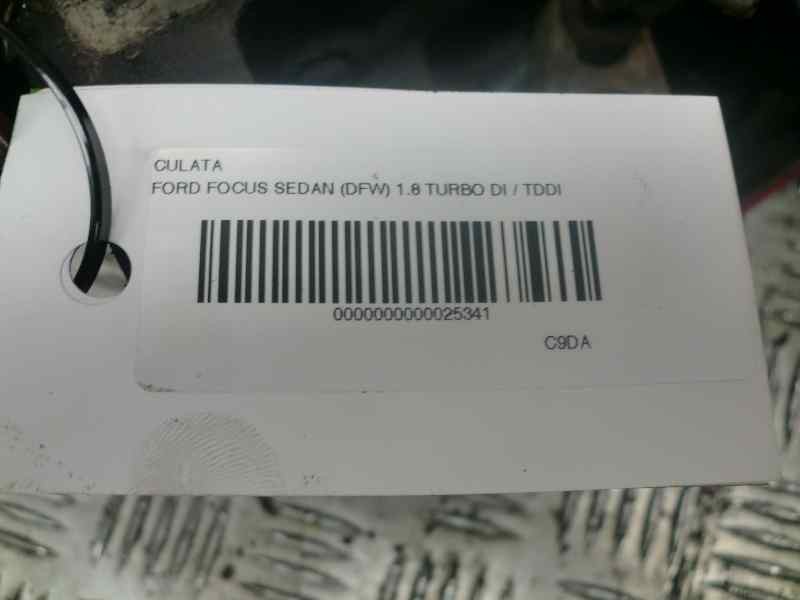 CULATA
FORD FOCUS SEDAN (DFW) 1.8 TURBO DI / TDDI
0000000000025341
C9DA